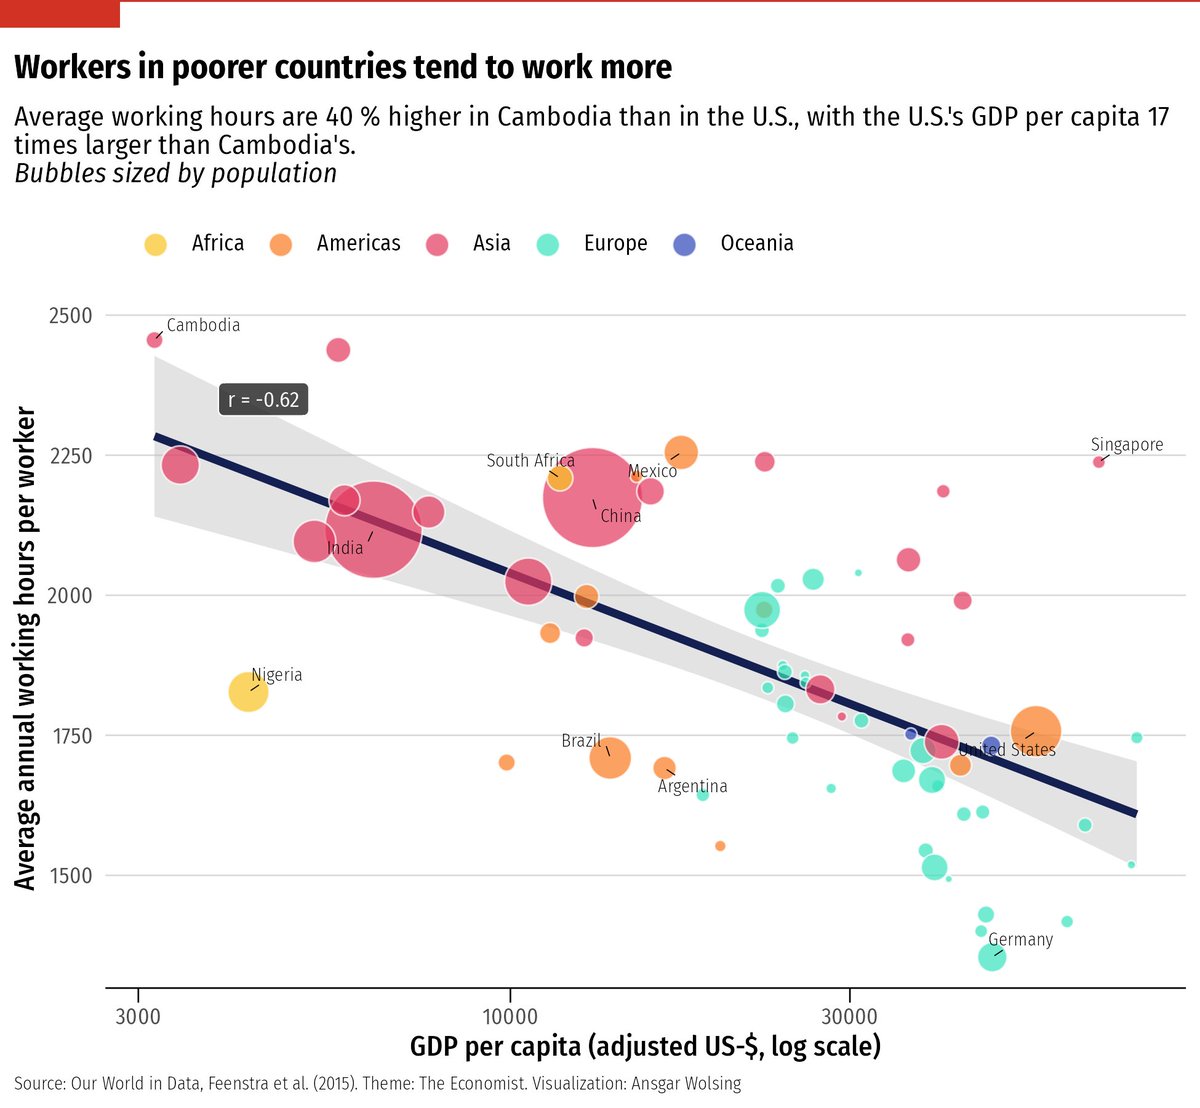 Workers in poorer countries tend to work more
Average working hours are 40 % higher in Cambodia than in the U.S., with the U.S.'s GDP per capita 17
times larger than Cambodia's.
Bubbles sized by population
Africa Americas Asia Europe Oceania
Average annual working hours per worker
2500
2250
2000
1750
1500
Cambodia
r = -0.62
Singapore
South Africa
Mexico
China
India
Nigeria
Brazil
United States
Argentina
Germany
3000 10000 30000
GDP per capita (adjusted US-$, log scale)
Source: Our World in Data, Feenstra et al. (2015). Theme: The Economist. Visualization: Ansgar Wolsing